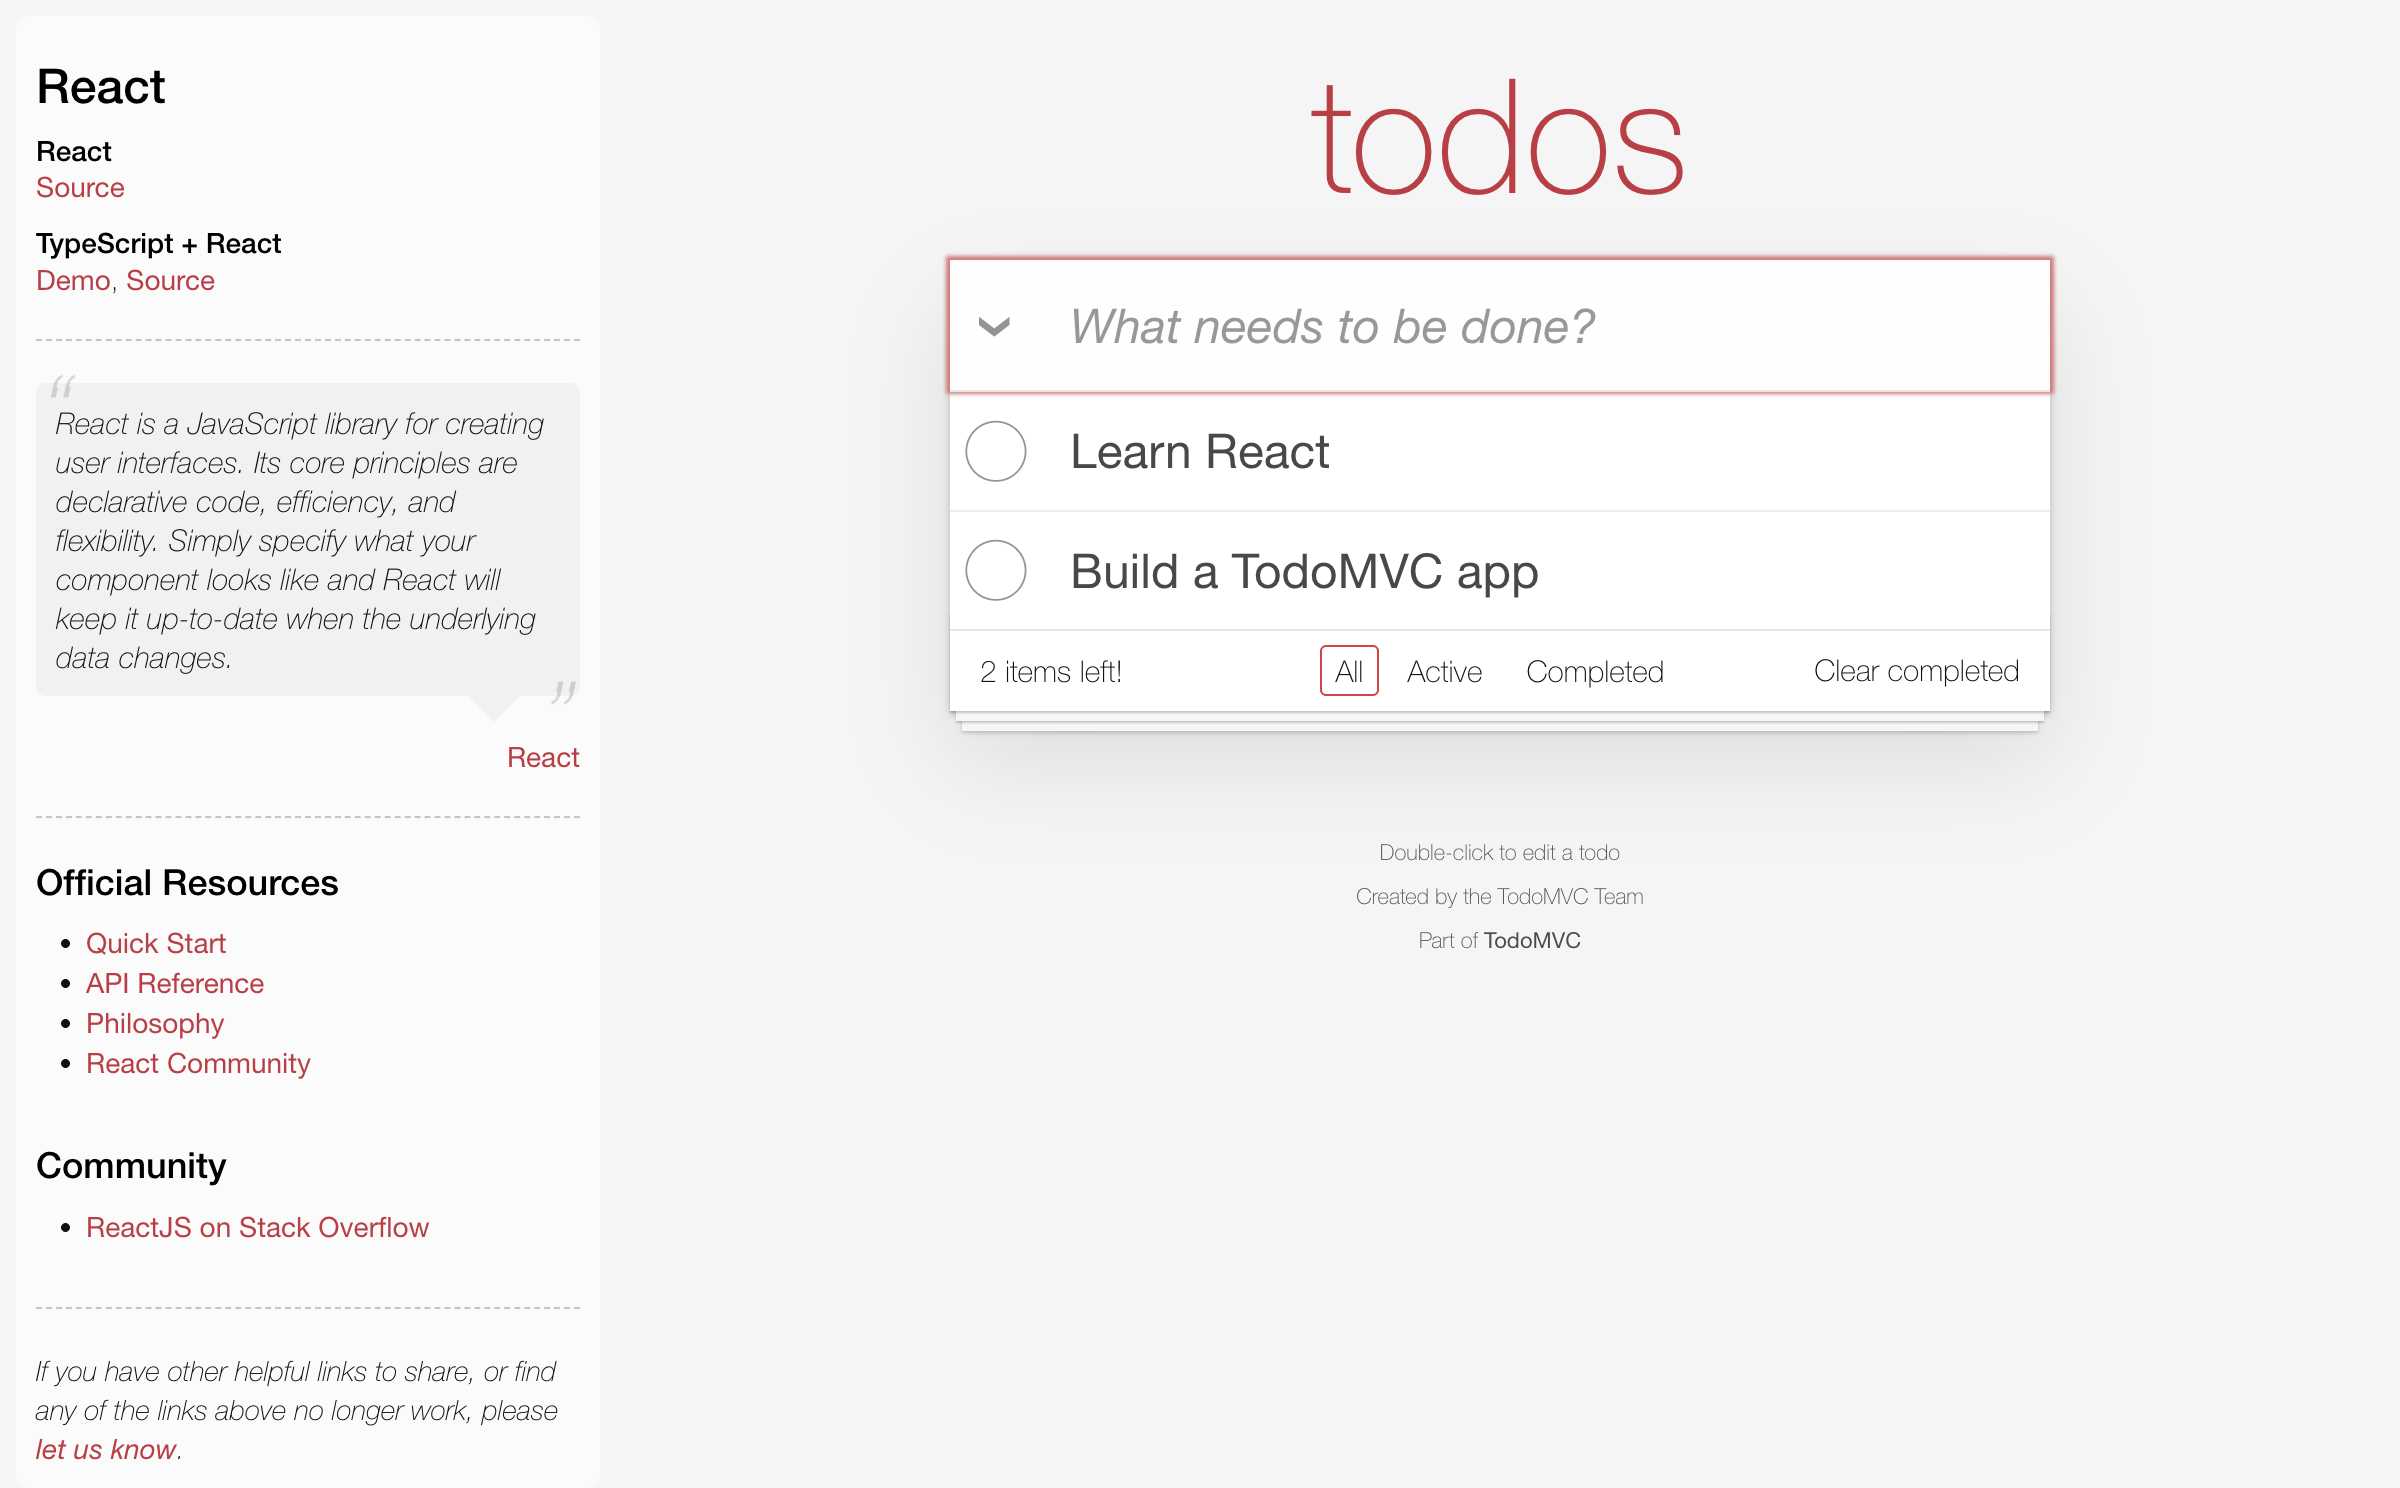 React
React
Source
TypeScript + React
Demo, Source
“
React is a JavaScript library for creating
user interfaces. Its core principles are
declarative code, efficiency, and
flexibility. Simply specify what your
component looks like and React will
keep it up-to-date when the underlying
data changes.
”
React
Official Resources
• Quick Start
• API Reference
• Philosophy
• React Community
Community
• ReactJS on Stack Overflow
If you have other helpful links to share, or find
any of the links above no longer work, please
let us know.
todos
What needs to be done?
Learn React
Build a TodoMVC app
2 items left! All Active Completed Clear completed
Double-click to edit a todo
Created by the TodoMVC Team
Part of TodoMVC